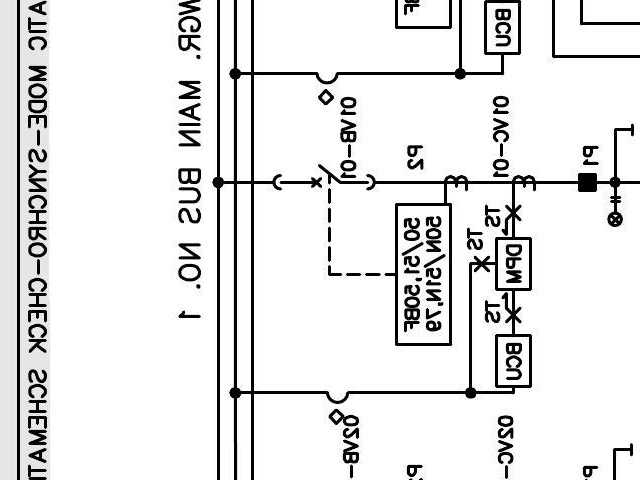 ATIC MODE-SYNCHRO-CHECK SCHEMATI
WGR. MAIN BUS NO. 1
BF
BCU
01VB-01
P2
01VC-01
P1
TS
TS
DPM
50N/51N,79
50/51,50BF
TS
BCU
02VB-
02VC-